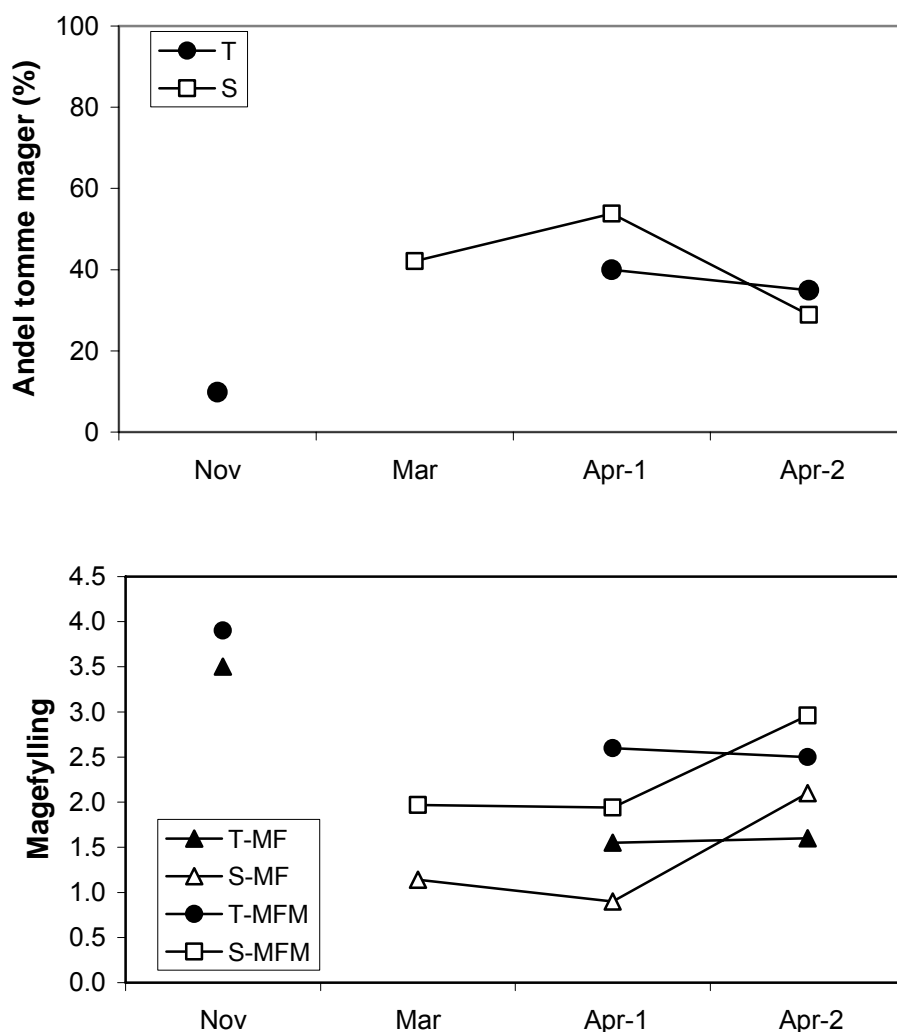 Andel tomme mager (%)
100
80
60
40
20
0
T
S
Nov Mar Apr-1 Apr-2
Magefylling
4.5
4.0
3.5
3.0
2.5
2.0
1.5
1.0
0.5
0.0
T-MF
S-MF
T-MFM
S-MFM
Nov Mar Apr-1 Apr-2